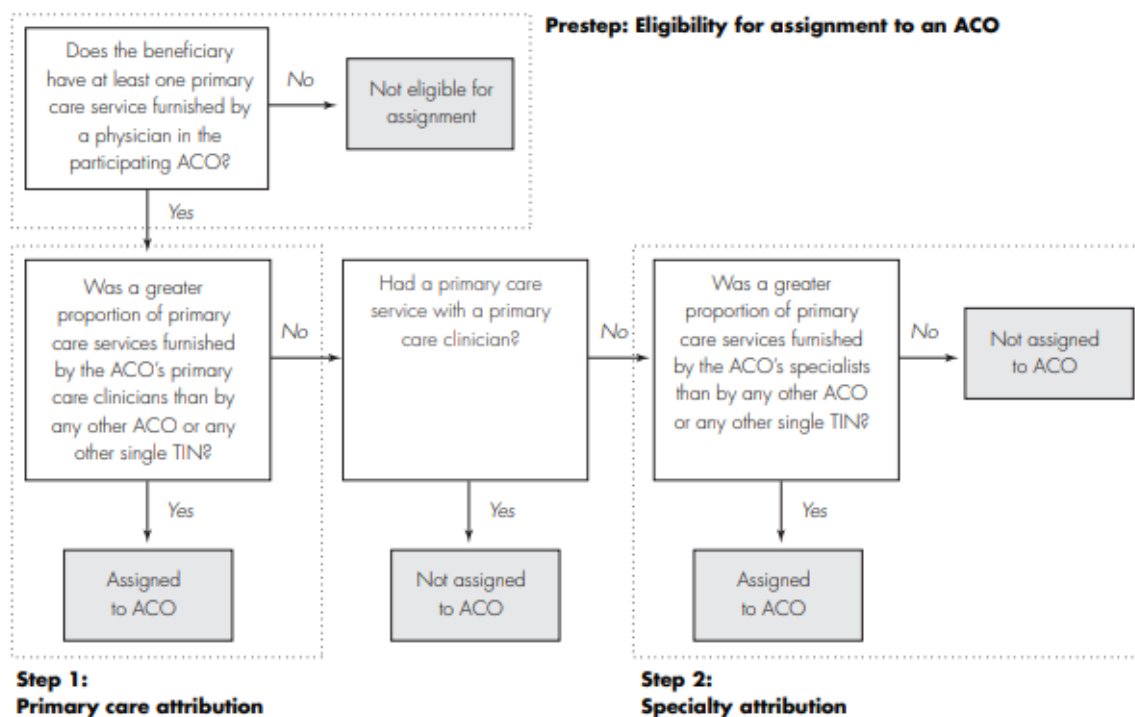 Prestep: Eligibility for assignment to an ACO
Does the beneficiary
have at least one primary
care service furnished by
a physician in the
participating ACO?
No
Not eligible for
assignment
Yes
Was a greater
proportion of primary
care services furnished
by the ACO's primary
care clinicians than by
any other ACO or any
other single TIN?
No
Had a primary care
service with a primary
care clinician?
No
Was a greater
proportion of primary
care services furnished
by the ACO's specialists
than by any other ACO
or any other single TIN?
No
Not assigned
to ACO
Yes
Yes
Yes
Assigned
to ACO
Not assigned
to ACO
Assigned
to ACO
Step 1:
Primary care attribution
Step 2:
Specialty attribution